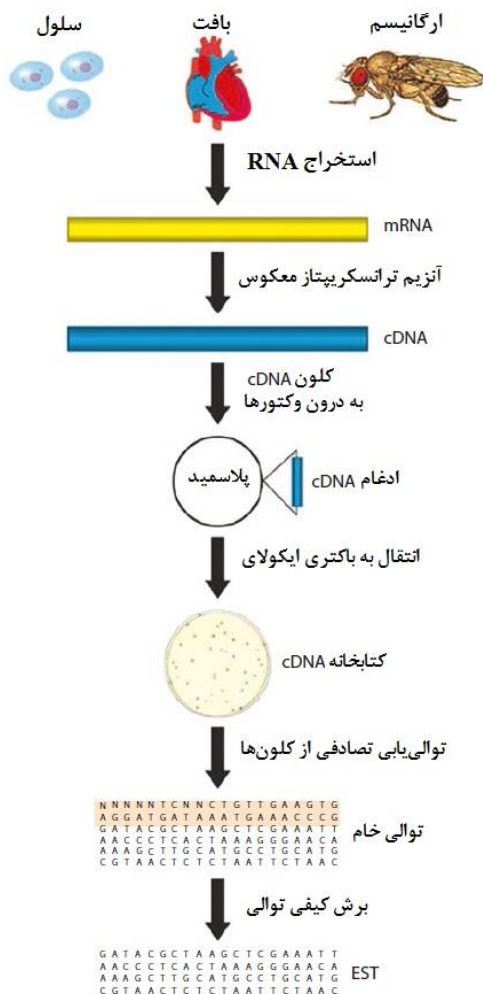 سلول
بافت
ارگانیسم
استخراج RNA
mRNA
آنزیم ترانسکریپتاز معکوس
cDNA
کلون cDNA
به درون وکتورها
پلاسمید
ادغام cDNA
انتقال به باکتری ایکولای
کتابخانه cDNA
توالی‌یابی تصادفی از کلون‌ها
NNNNNTCNNCTGTTGAAGTG
AGGATGATAAATGAAACCCG
GATACGCTAAGCTCGAAATT
AACCCTCACTAAAGGGAACA
AAAGCTTGCATGCCTGCATG
CGTAACTCTCTAATTCTAAC
توالی خام
برش کیفی توالی
GATACGCTAAGCTCGAAATT
AACCCTCACTAAAGGGAACA
AAAGCTTGCATGCCTGCATG
CGTAACTCTCTAATTCTAAC
EST